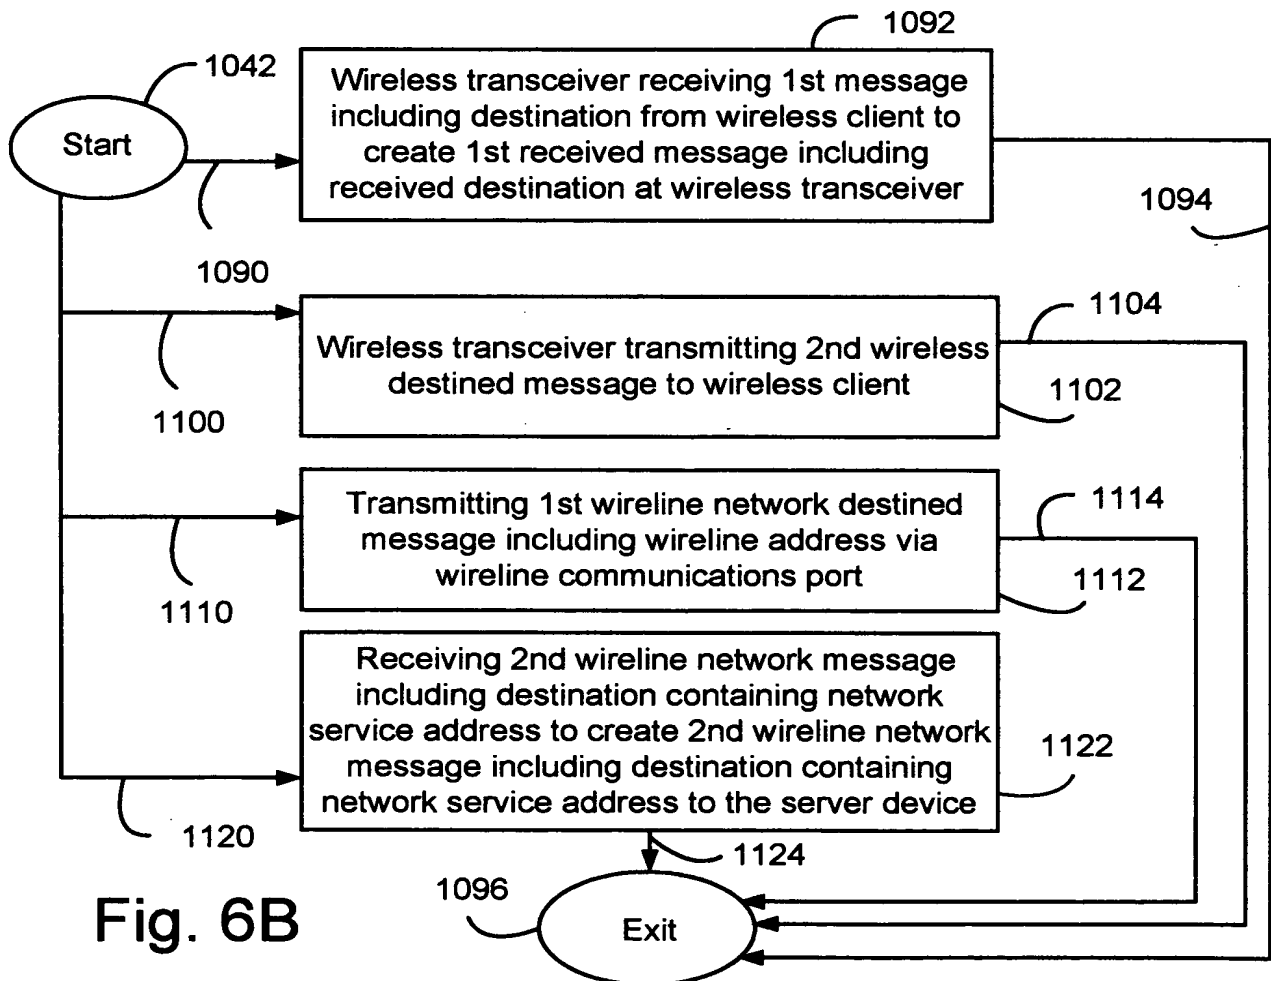 1092
1042
Start
Wireless transceiver receiving 1st message
including destination from wireless client to
create 1st received message including
received destination at wireless transceiver
1094
1090
1104
Wireless transceiver transmitting 2nd wireless
destined message to wireless client
1102
1100
Transmitting 1st wireline network destined
message including wireline address via
wireline communications port
1114
1112
1110
Receiving 2nd wireline network message
including destination containing network
service address to create 2nd wireline network
message including destination containing
network service address to the server device
1122
1120
1124
1096
Exit
Fig. 6B